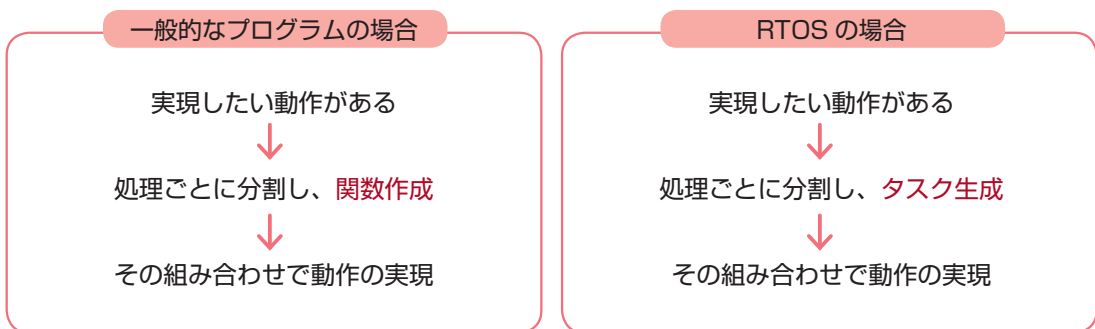 一般的なプログラムの場合
実現したい動作がある
処理ごとに分割し、関数作成
その組み合わせで動作の実現
RTOS の場合
実現したい動作がある
処理ごとに分割し、タスク生成
その組み合わせで動作の実現